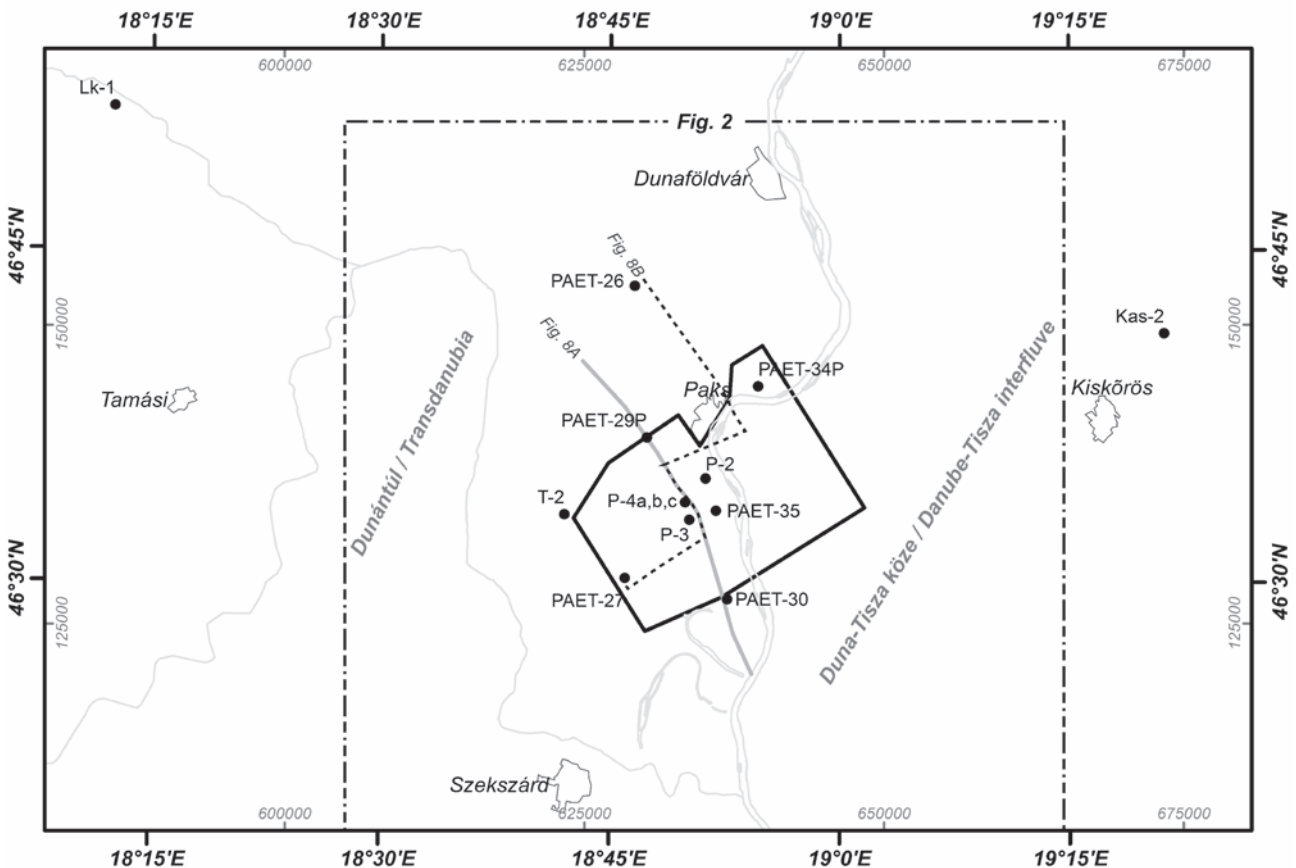 18°15'E 18°30'E 18°45'E 19°0'E 19°15'E
600000 625000 650000 675000
Lk-1
Fig. 2
Dunaföldvár
46°45'N 46°45'N
Fig. 8B
PAET-26
150000 150000
Kas-2
Fig. 8A
Dunántúl / Transdanubia
Duna-Tisza köze / Danube-Tisza interfluve
PAET-34P
Tamási
Paks
Kiskõrös
PAET-29P
P-2
T-2
P-4a,b,c
PAET-35
P-3
46°30'N 46°30'N
PAET-27
PAET-30
125000 125000
Szekszárd
600000 625000 650000 675000
18°15'E 18°30'E 18°45'E 19°0'E 19°15'E